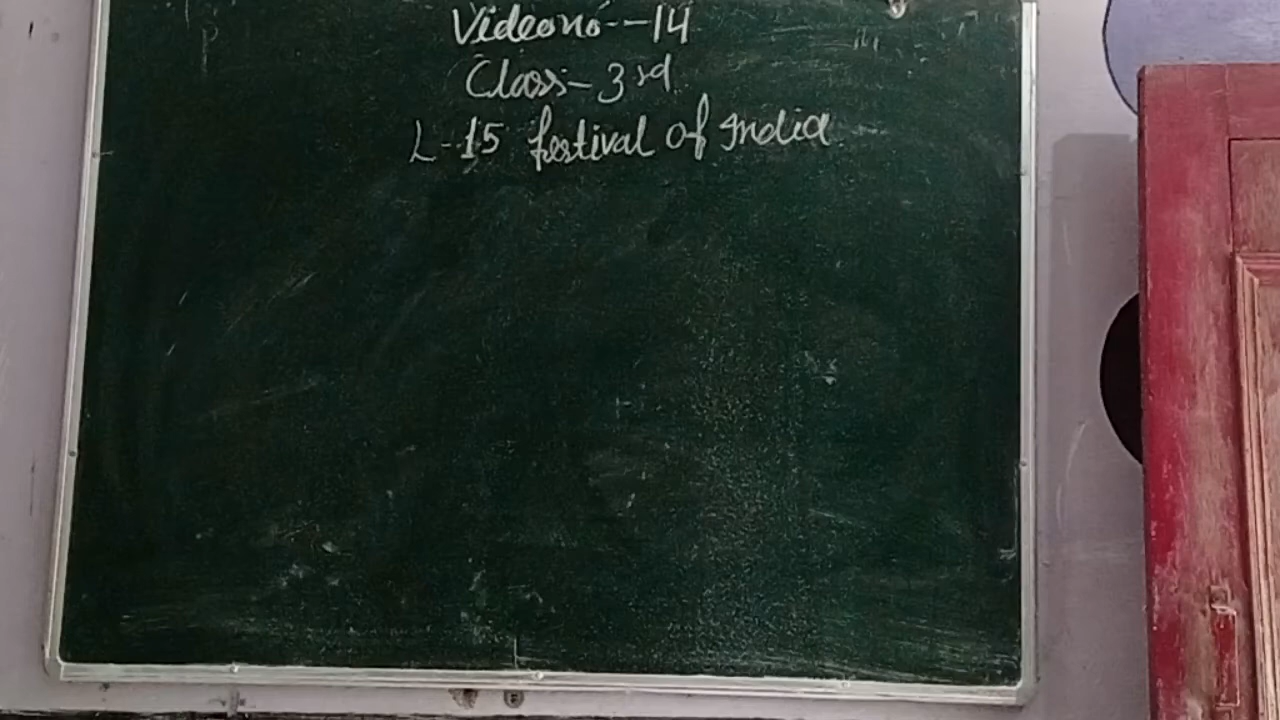 Video no - 14
Class - 3rd
L-15 festival of India